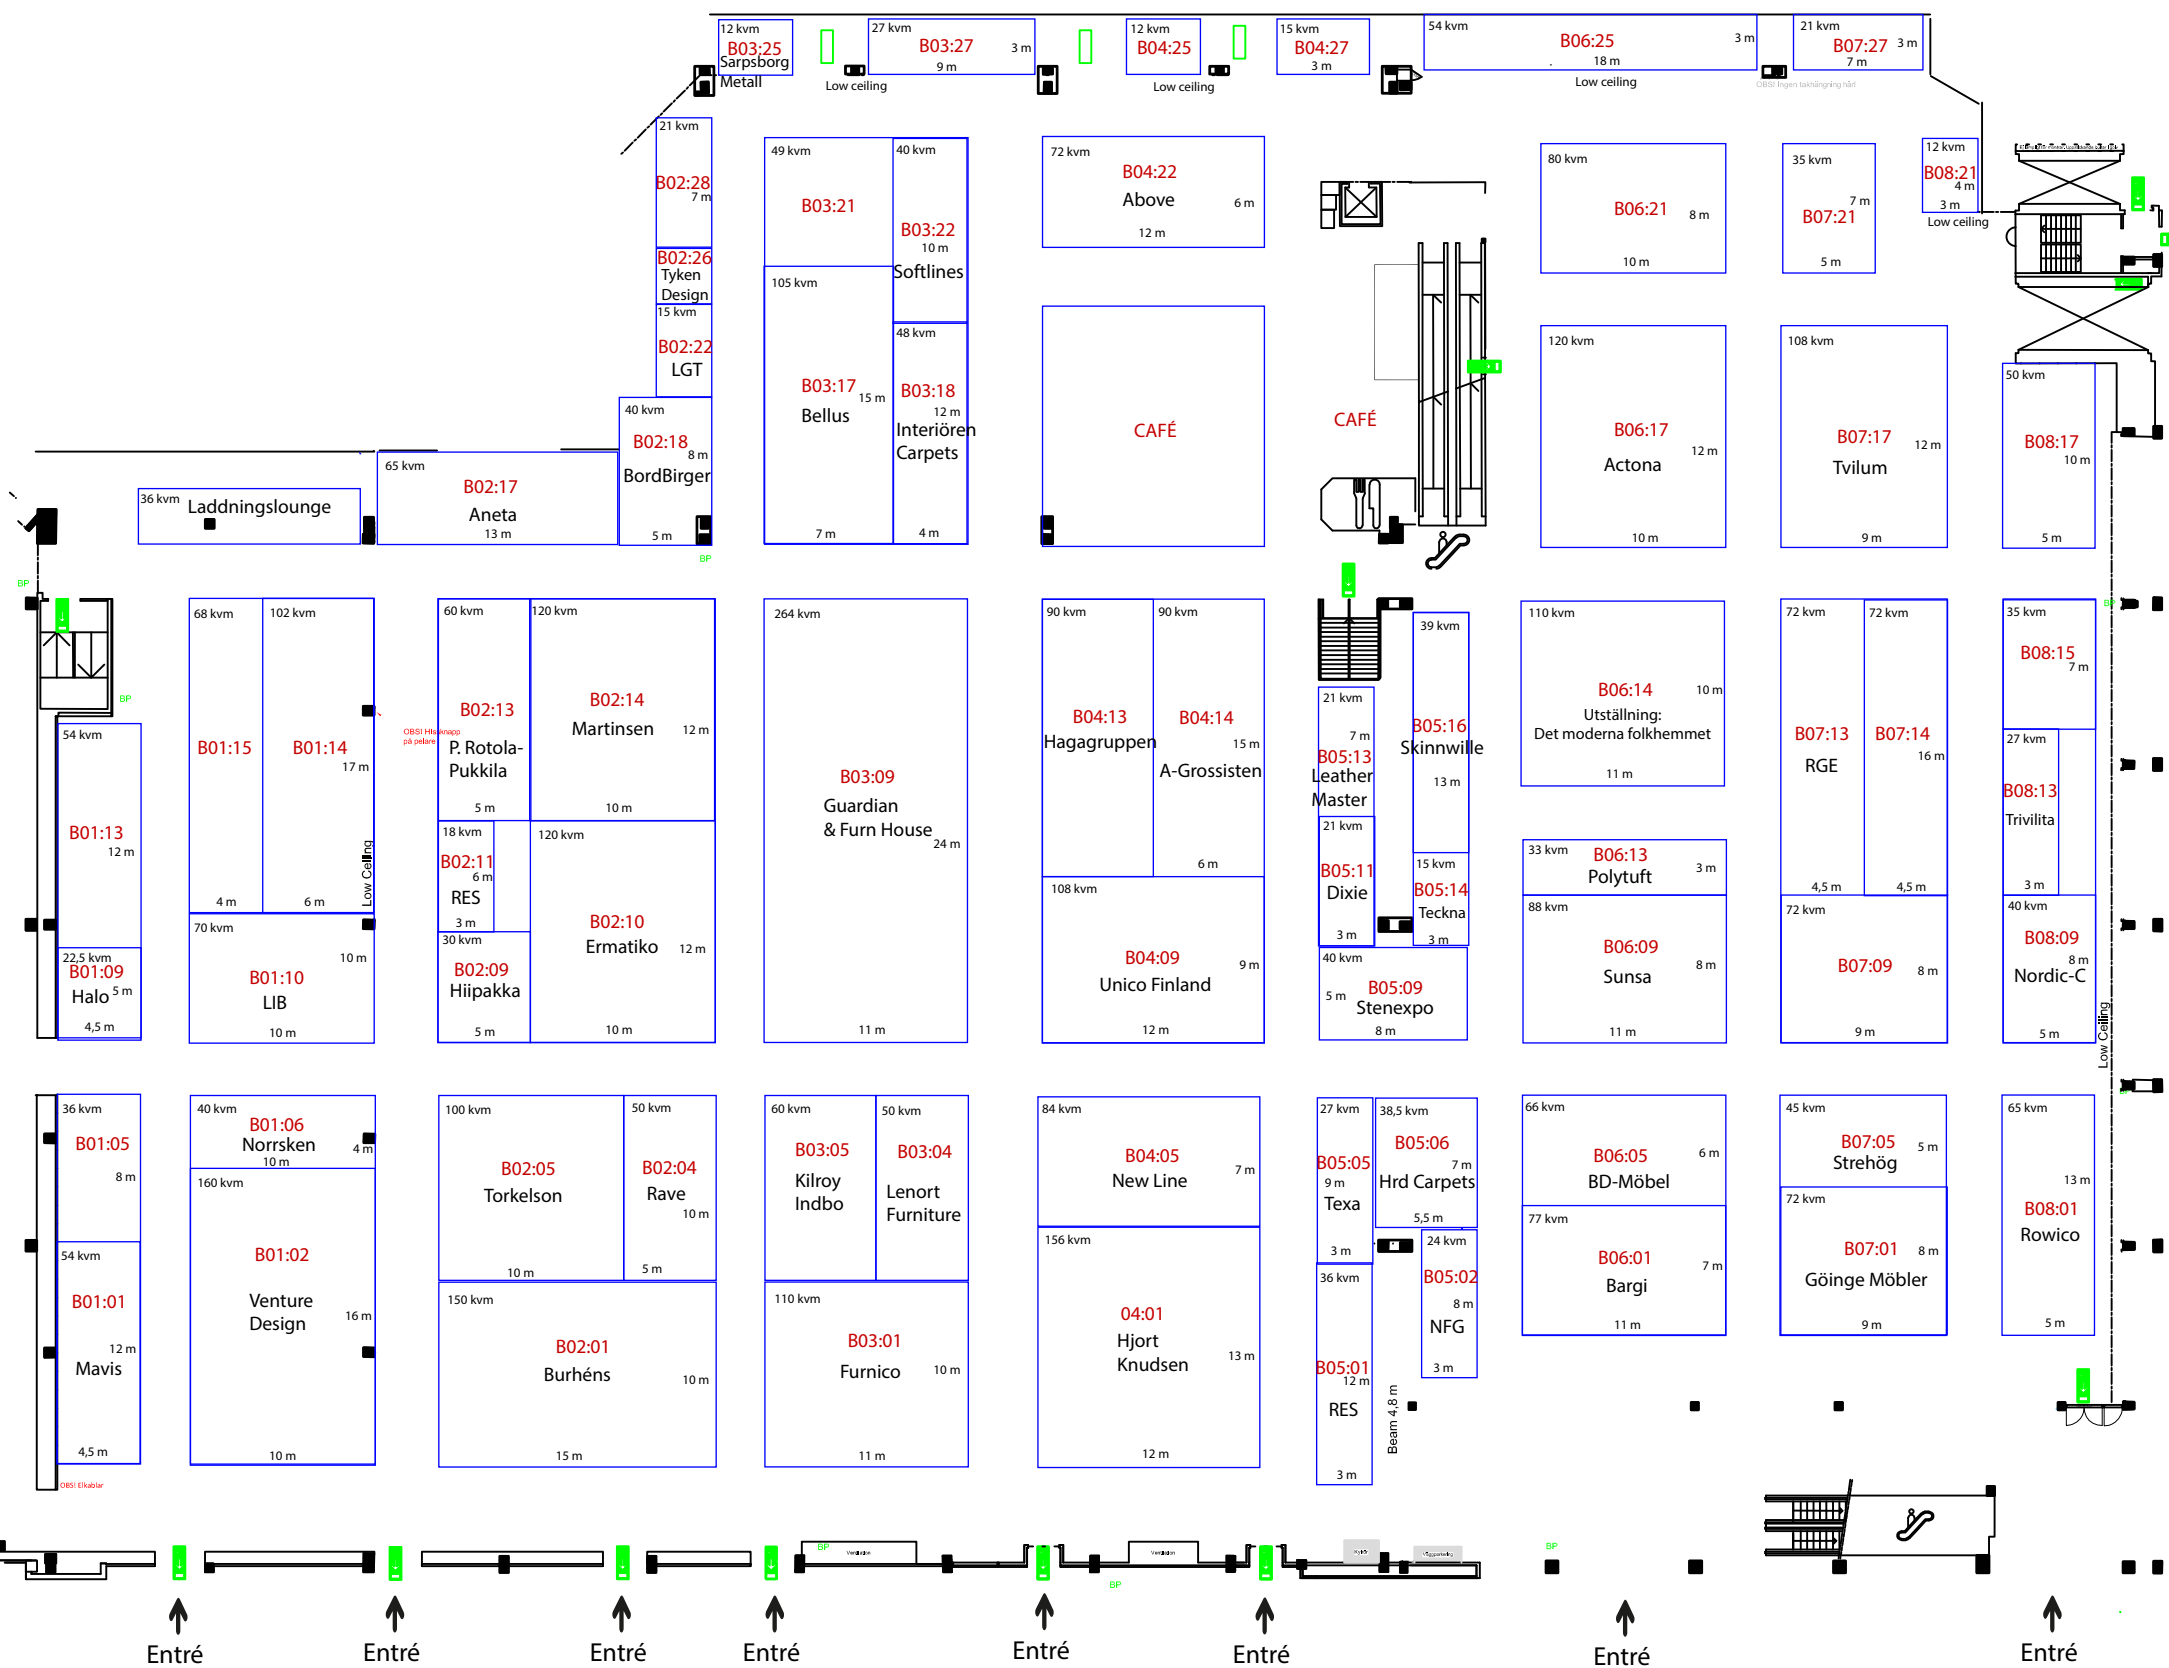 12 kvm
B03:25
Sarpsborg
Metall
27 kvm
B03:27
3 m
9 m
Low ceiling
12 kvm
B04:25
Low ceiling
15 kvm
B04:27
3 m
54 kvm
B06:25
3 m
18 m
Low ceiling
21 kvm
B07:27
3 m
7 m
OBS! Ingen takhängning här!
21 kvm
B02:28
7 m
B02:26
Tyken
Design
15 kvm
B02:22
LGT
40 kvm
B02:18
8 m
BordBirger
5 m
BP
49 kvm
B03:21
40 kvm
B03:22
10 m
Softlines
105 kvm
B03:17
15 m
Bellus
7 m
48 kvm
B03:18
12 m
Interiören
Carpets
4 m
72 kvm
B04:22
Above
6 m
12 m
CAFÉ
CAFÉ
80 kvm
B06:21
8 m
10 m
35 kvm
7 m
B07:21
5 m
12 kvm
B08:21
4 m
3 m
Low ceiling
120 kvm
B06:17
12 m
Actona
10 m
108 kvm
B07:17
12 m
Tvilum
9 m
50 kvm
B08:17
10 m
5 m
36 kvm
Laddningslounge
65 kvm
B02:17
Aneta
13 m
BP
BP
68 kvm
B01:15
4 m
102 kvm
B01:14
17 m
6 m
Low Ceiling
OBS! Hissknapp
på pelare
54 kvm
B01:13
12 m
22,5 kvm
B01:09
Halo
5 m
4,5 m
70 kvm
10 m
B01:10
LIB
10 m
60 kvm
B02:13
P. Rotola-
Pukkila
5 m
120 kvm
B02:14
Martinsen
12 m
10 m
18 kvm
B02:11
6 m
RES
3 m
30 kvm
B02:09
Hiipakka
5 m
120 kvm
B02:10
Ermatiko
12 m
10 m
264 kvm
B03:09
Guardian
& Furn House
24 m
11 m
90 kvm
B04:13
Hagagruppen
90 kvm
B04:14
15 m
A-Grossisten
6 m
108 kvm
B04:09
9 m
Unico Finland
12 m
21 kvm
7 m
B05:13
Leather
Master
21 kvm
B05:11
Dixie
3 m
39 kvm
B05:16
Skinnwille
13 m
15 kvm
B05:14
Teckna
3 m
40 kvm
5 m
B05:09
Stenexpo
8 m
110 kvm
B06:14
10 m
Utställning:
Det moderna folkhemmet
11 m
33 kvm
B06:13
Polytuft
3 m
88 kvm
B06:09
Sunsa
8 m
11 m
72 kvm
B07:13
RGE
4,5 m
72 kvm
B07:14
16 m
4,5 m
72 kvm
B07:09
8 m
9 m
35 kvm
B08:15
7 m
27 kvm
B08:13
Trivilita
3 m
40 kvm
B08:09
8 m
Nordic-C
5 m
BP
Low Ceiling
BP
36 kvm
B01:05
8 m
54 kvm
B01:01
12 m
Mavis
4,5 m
OBS! Elkablar
40 kvm
B01:06
Norrsken
4 m
10 m
160 kvm
B01:02
Venture
Design
16 m
10 m
100 kvm
B02:05
Torkelson
10 m
50 kvm
B02:04
Rave
10 m
5 m
150 kvm
B02:01
Burhéns
10 m
15 m
60 kvm
B03:05
Kilroy
Indbo
50 kvm
B03:04
Lenort
Furniture
110 kvm
B03:01
Furnico
10 m
11 m
84 kvm
B04:05
New Line
7 m
156 kvm
04:01
Hjort
Knudsen
13 m
12 m
27 kvm
B05:05
9 m
Texa
3 m
38,5 kvm
B05:06
7 m
Hrd Carpets
5,5 m
36 kvm
B05:01
12 m
RES
3 m
24 kvm
B05:02
8 m
NFG
3 m
Beam 4,8 m
66 kvm
B06:05
6 m
BD-Möbel
77 kvm
B06:01
7 m
Bargi
11 m
45 kvm
B07:05
5 m
Strehög
72 kvm
B07:01
8 m
Göinge Möbler
9 m
65 kvm
13 m
B08:01
Rowico
5 m
BP
Ventilation
BP
Ventilation
BP
Entré
Entré
Entré
Entré
Entré
Entré
Entré
Entré